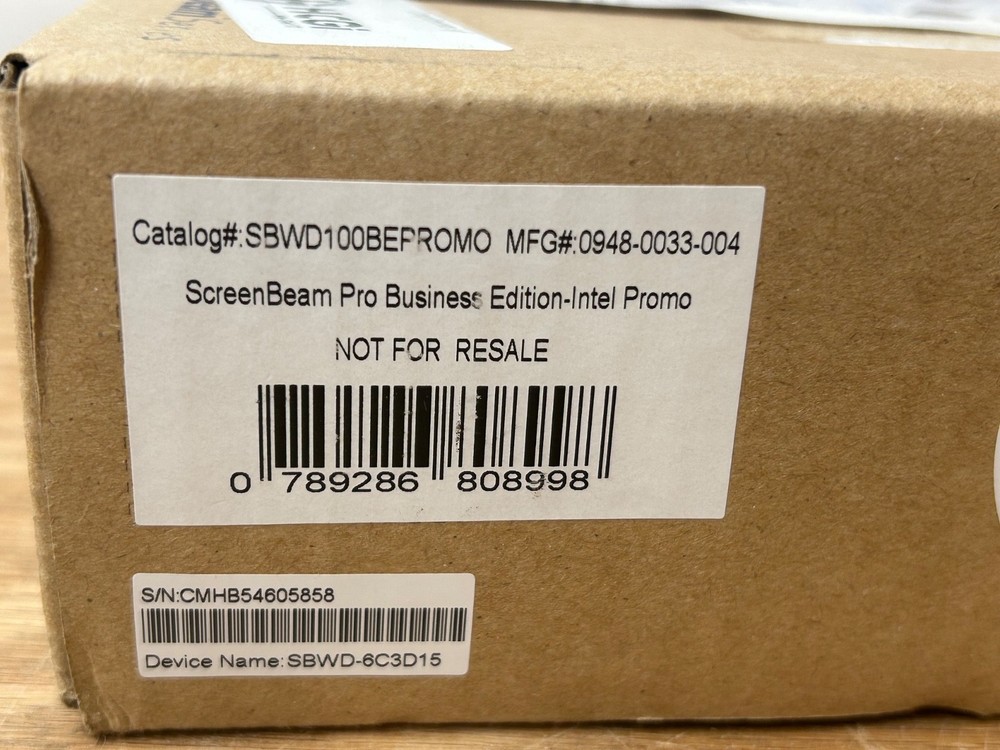 Catalog#:SBWD100BEPROMO MFG#:0948-0033-004
ScreenBeam Pro Business Edition-Intel Promo
NOT FOR RESALE
0 789286 808998
S/N:CMHB54605858
Device Name:SBWD-6C3D15